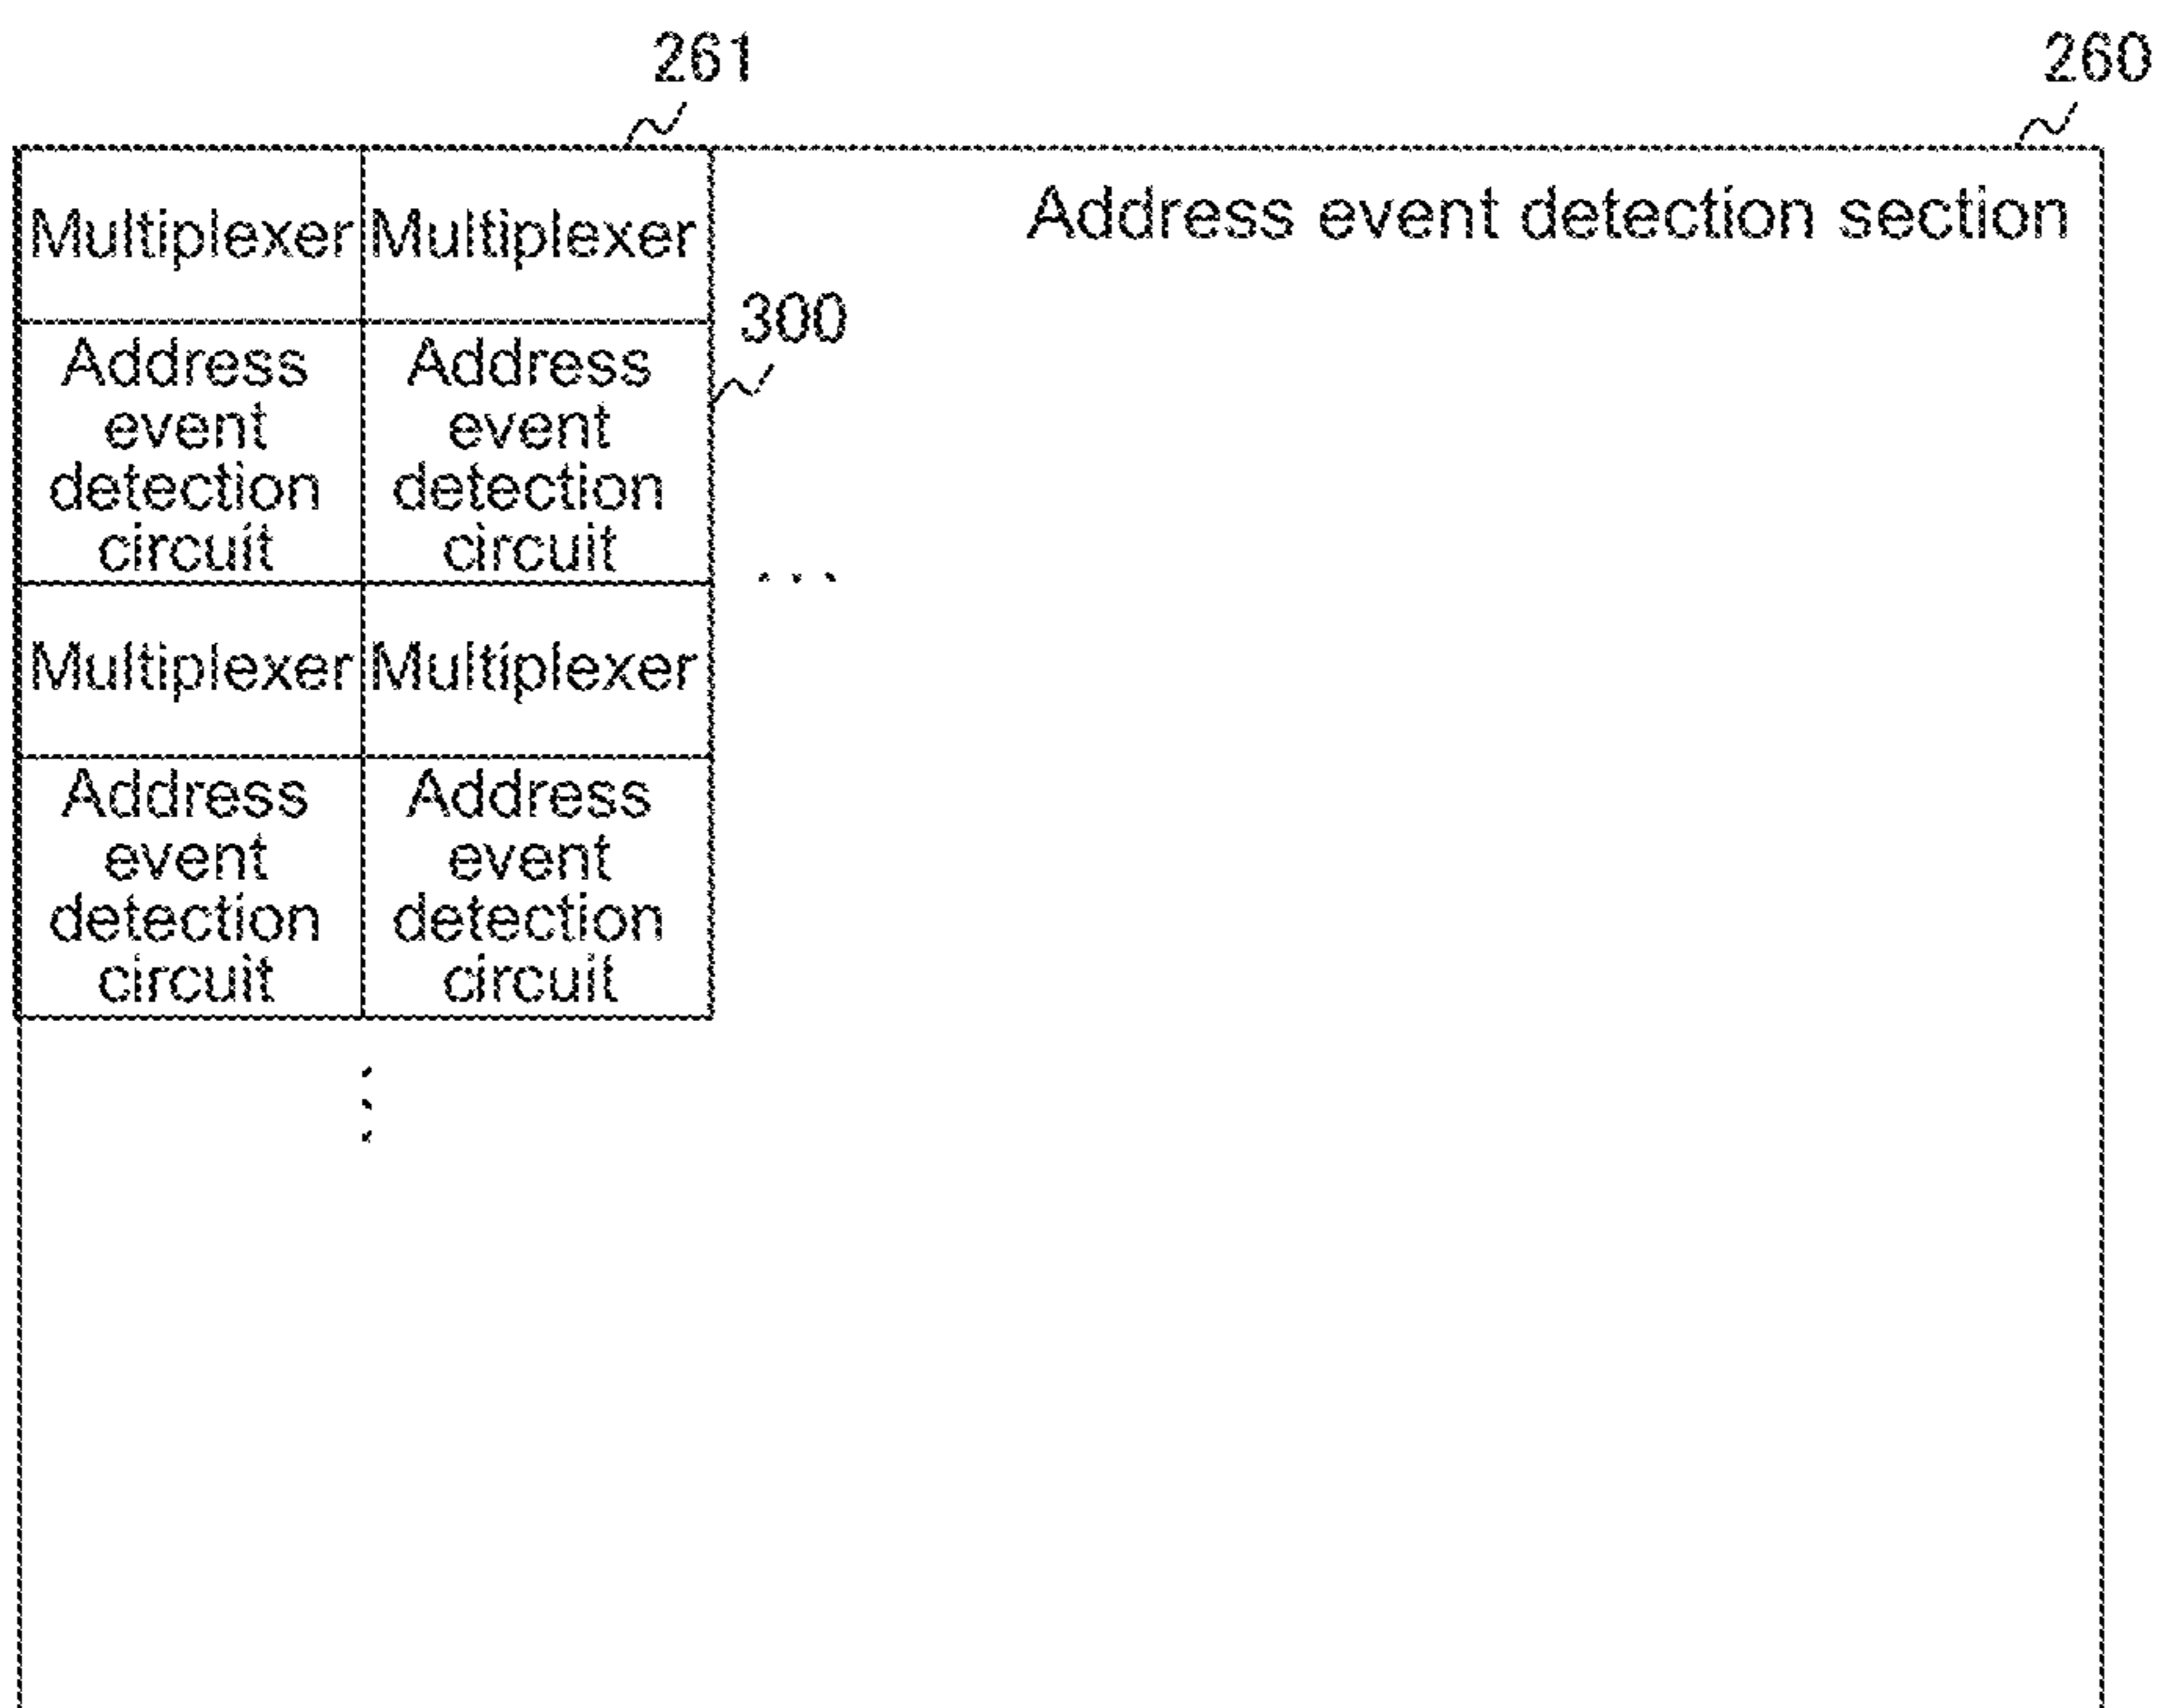 261
260
Multiplexer Multiplexer
Address event detection section
300
Address
event
detection
circuit
Address
event
detection
circuit
...
Multiplexer Multiplexer
Address
event
detection
circuit
Address
event
detection
circuit